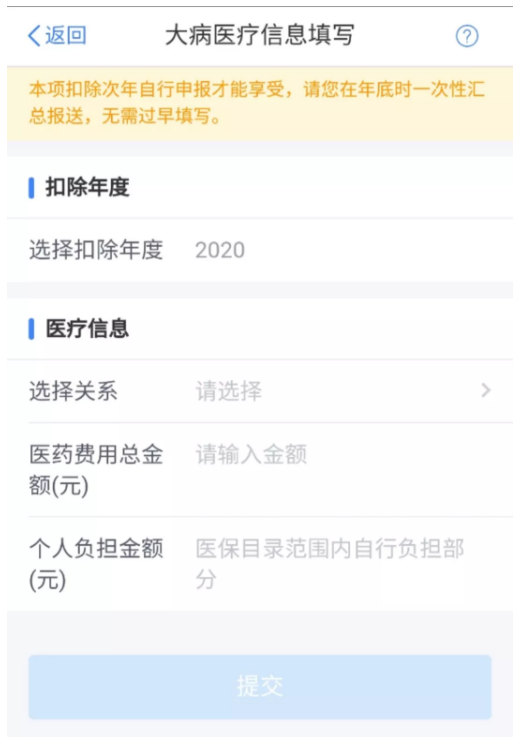 返回
大病医疗信息填写
?
本项扣除次年自行申报才能享受，请您在年底时一次性汇
总报送，无需过早填写。
扣除年度
选择扣除年度 2020
医疗信息
选择关系 请选择
医药费用总金 请输入金额
额(元)
个人负担金额 医保目录范围内自行负担部
(元) 分
提交